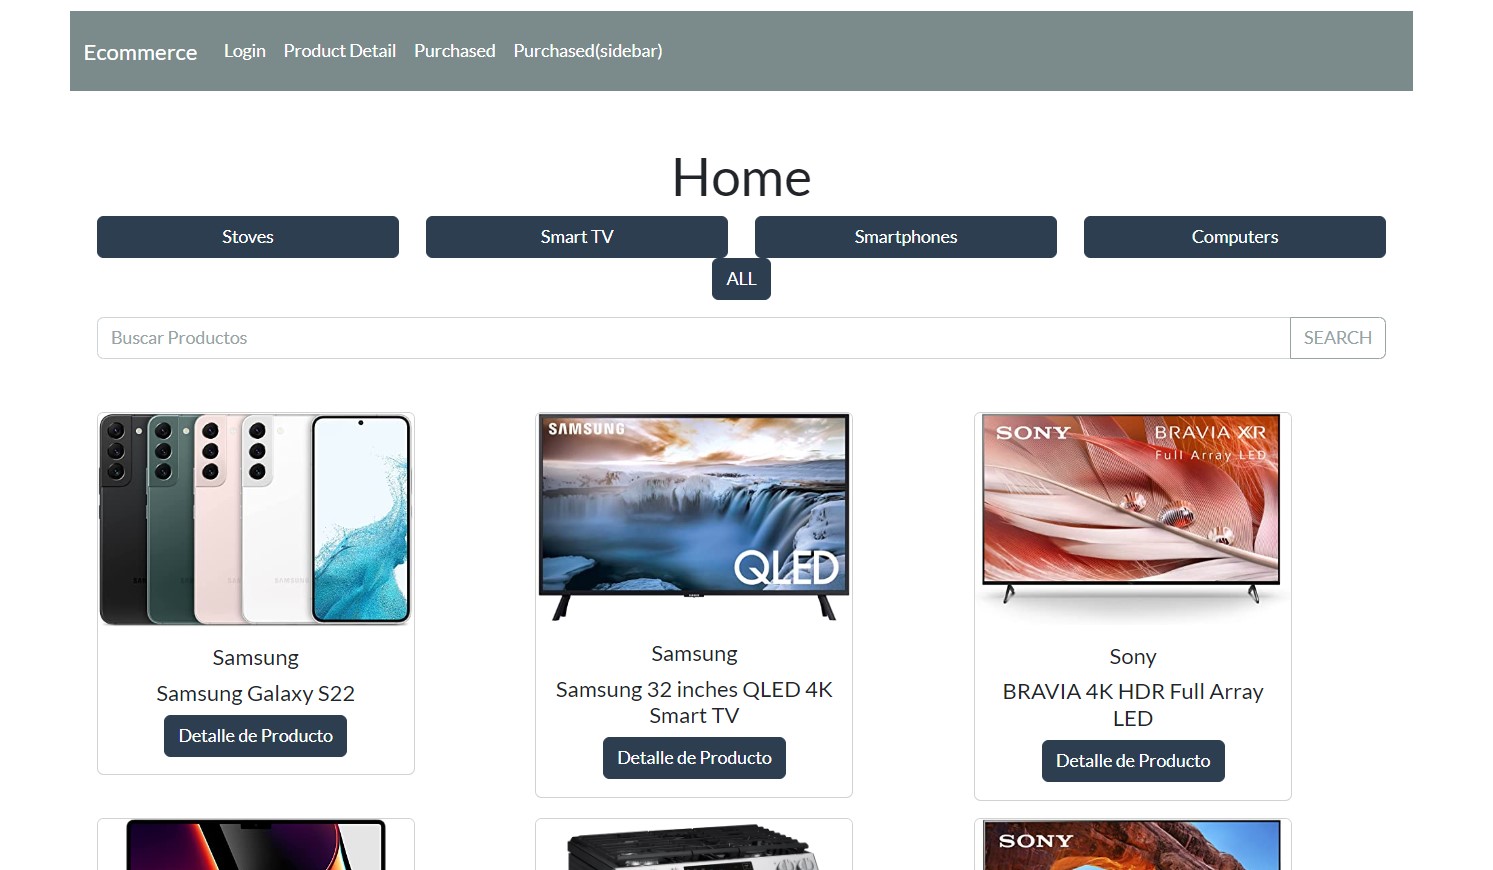 Ecommerce Login Product Detail Purchased Purchased(sidebar)
Home
Stoves Smart TV Smartphones Computers
ALL
Buscar Productos SEARCH
SAMSUNG
QLED
SONY BRAVIA XR
Full Array LED
Samsung
Samsung Galaxy S22
Detalle de Producto
Samsung
Samsung 32 inches QLED 4K
Smart TV
Detalle de Producto
Sony
BRAVIA 4K HDR Full Array
LED
Detalle de Producto
SONY